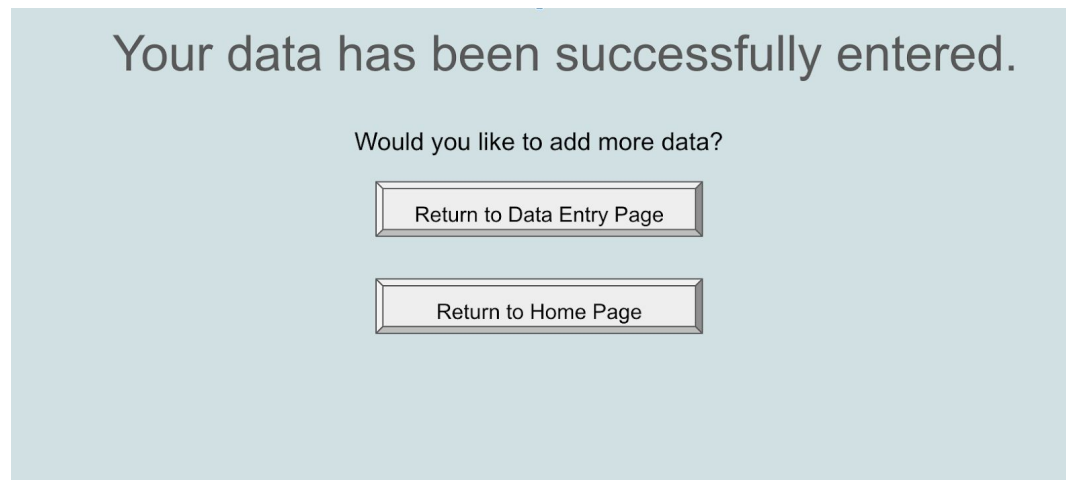 Your data has been successfully entered.
Would you like to add more data?
Return to Data Entry Page
Return to Home Page